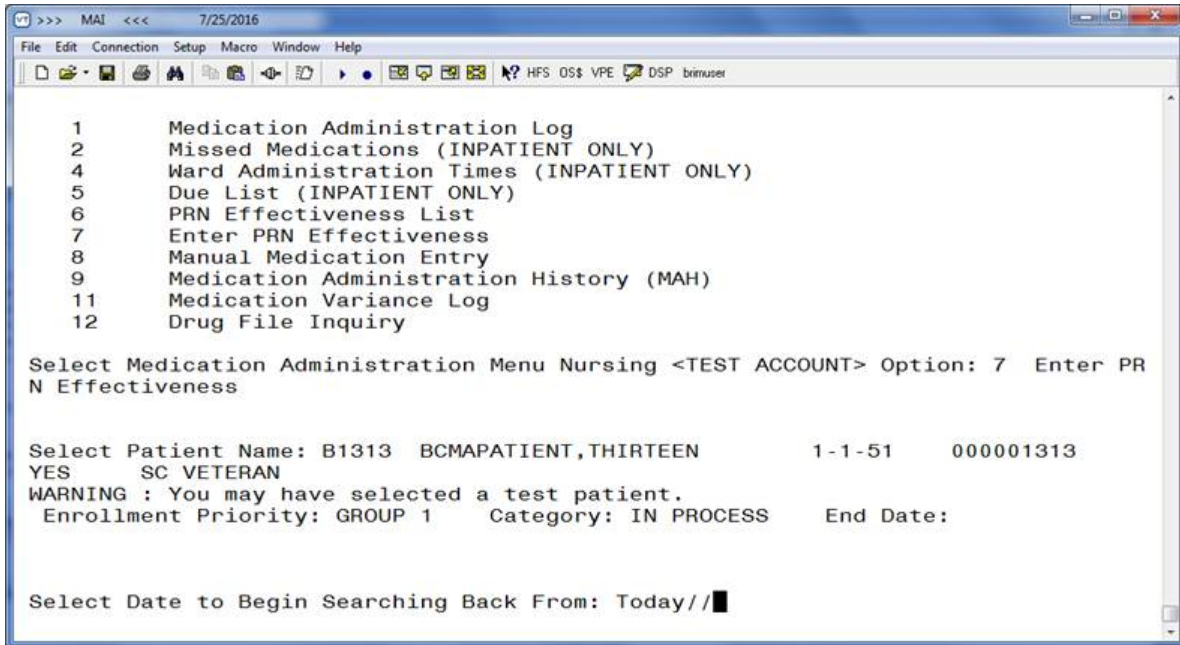 >>> MAI <<< 7/25/2016
File Edit Connection Setup Macro Window Help
HFS OS$ VPE DSP brimuser
1 Medication Administration Log
2 Missed Medications (INPATIENT ONLY)
4 Ward Administration Times (INPATIENT ONLY)
5 Due List (INPATIENT ONLY)
6 PRN Effectiveness List
7 Enter PRN Effectiveness
8 Manual Medication Entry
9 Medication Administration History (MAH)
11 Medication Variance Log
12 Drug File Inquiry
Select Medication Administration Menu Nursing <TEST ACCOUNT> Option: 7 Enter PR
N Effectiveness
Select Patient Name: B1313 BCMAPATIENT,THIRTEEN 1-1-51 000001313
YES SC VETERAN
WARNING : You may have selected a test patient.
Enrollment Priority: GROUP 1 Category: IN PROCESS End Date:
Select Date to Begin Searching Back From: Today//